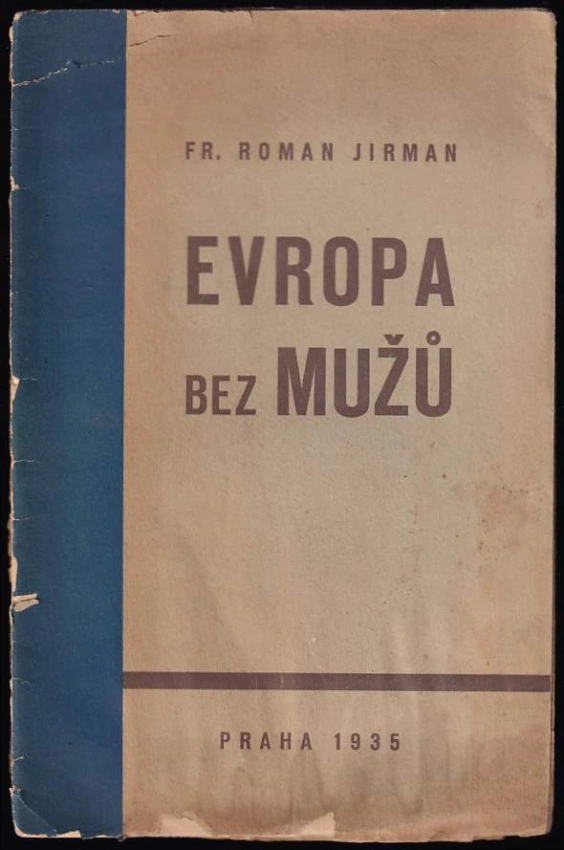 FR. ROMAN JIRMAN
EVROPA
BEZ MUŽŮ
PRAHA 1935